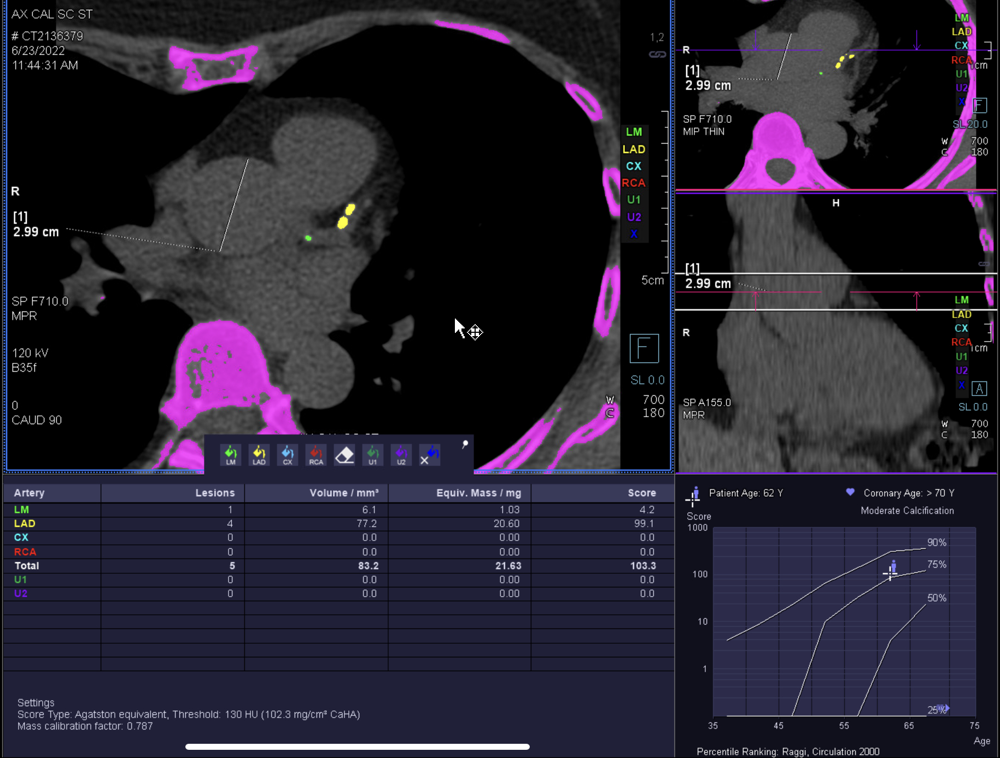 AX CAL SC ST
# CT2136379
6/23/2022
11:44:31 AM
1,2
R
[1]
2.99 cm
LM
LAD
CX
RCA
U1
U2
X
5cm
SP F710.0
MPR
120 kV
B35f
0
CAUD 90
F
SL 0.0
W 700
C 180
LM
LAD
CX
RCA
U1
U2
X
R
[1]
2.99 cm
SP F710.0
MIP THIN
LM
LAD
CX
RCA
1cm
U1
U2
X
F
SL 20.0
W 700
C 180
H
[1]
2.99 cm
R
SP A155.0
MPR
LM
LAD
CX
RCA
1cm
U1
U2
X
A
SL 0.0
W 700
C 180
Artery Lesions Volume / mm³ Equiv. Mass / mg Score
LM 1 6.1 1.03 4.2
LAD 4 77.2 20.60 99.1
CX 0 0.0 0.00 0.0
RCA 0 0.0 0.00 0.0
Total 5 83.2 21.63 103.3
U1 0 0.0 0.00 0.0
U2 0 0.0 0.00 0.0
Settings
Score Type: Agatston equivalent, Threshold: 130 HU (102.3 mg/cm³ CaHA)
Mass calibration factor: 0.787
Patient Age: 62 Y
Coronary Age: > 70 Y
Moderate Calcification
Score
1000
100
10
1
90%
75%
50%
25%
35 45 55 65 75
Age
Percentile Ranking: Raggi, Circulation 2000